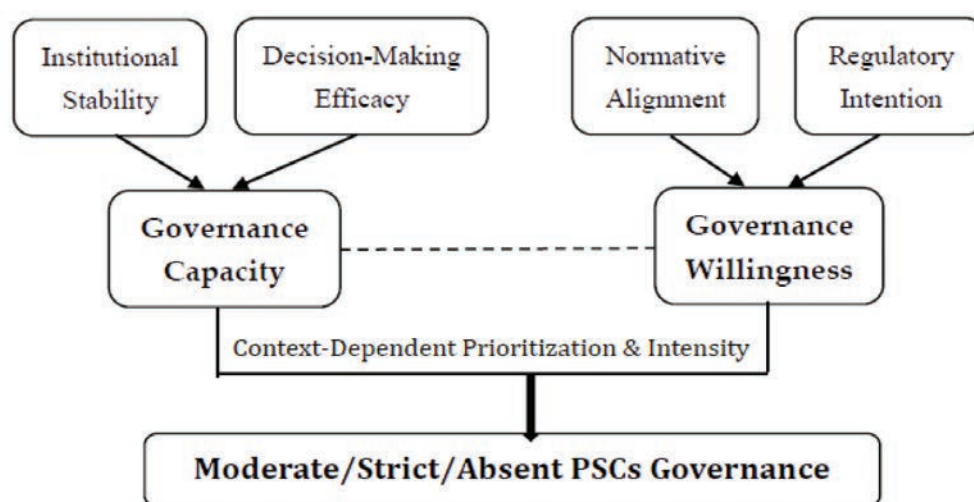 Institutional
Stability
Decision-Making
Efficacy
Normative
Alignment
Regulatory
Intention
Governance
Capacity
Governance
Willingness
Context-Dependent Prioritization & Intensity
Moderate/Strict/Absent PSCs Governance